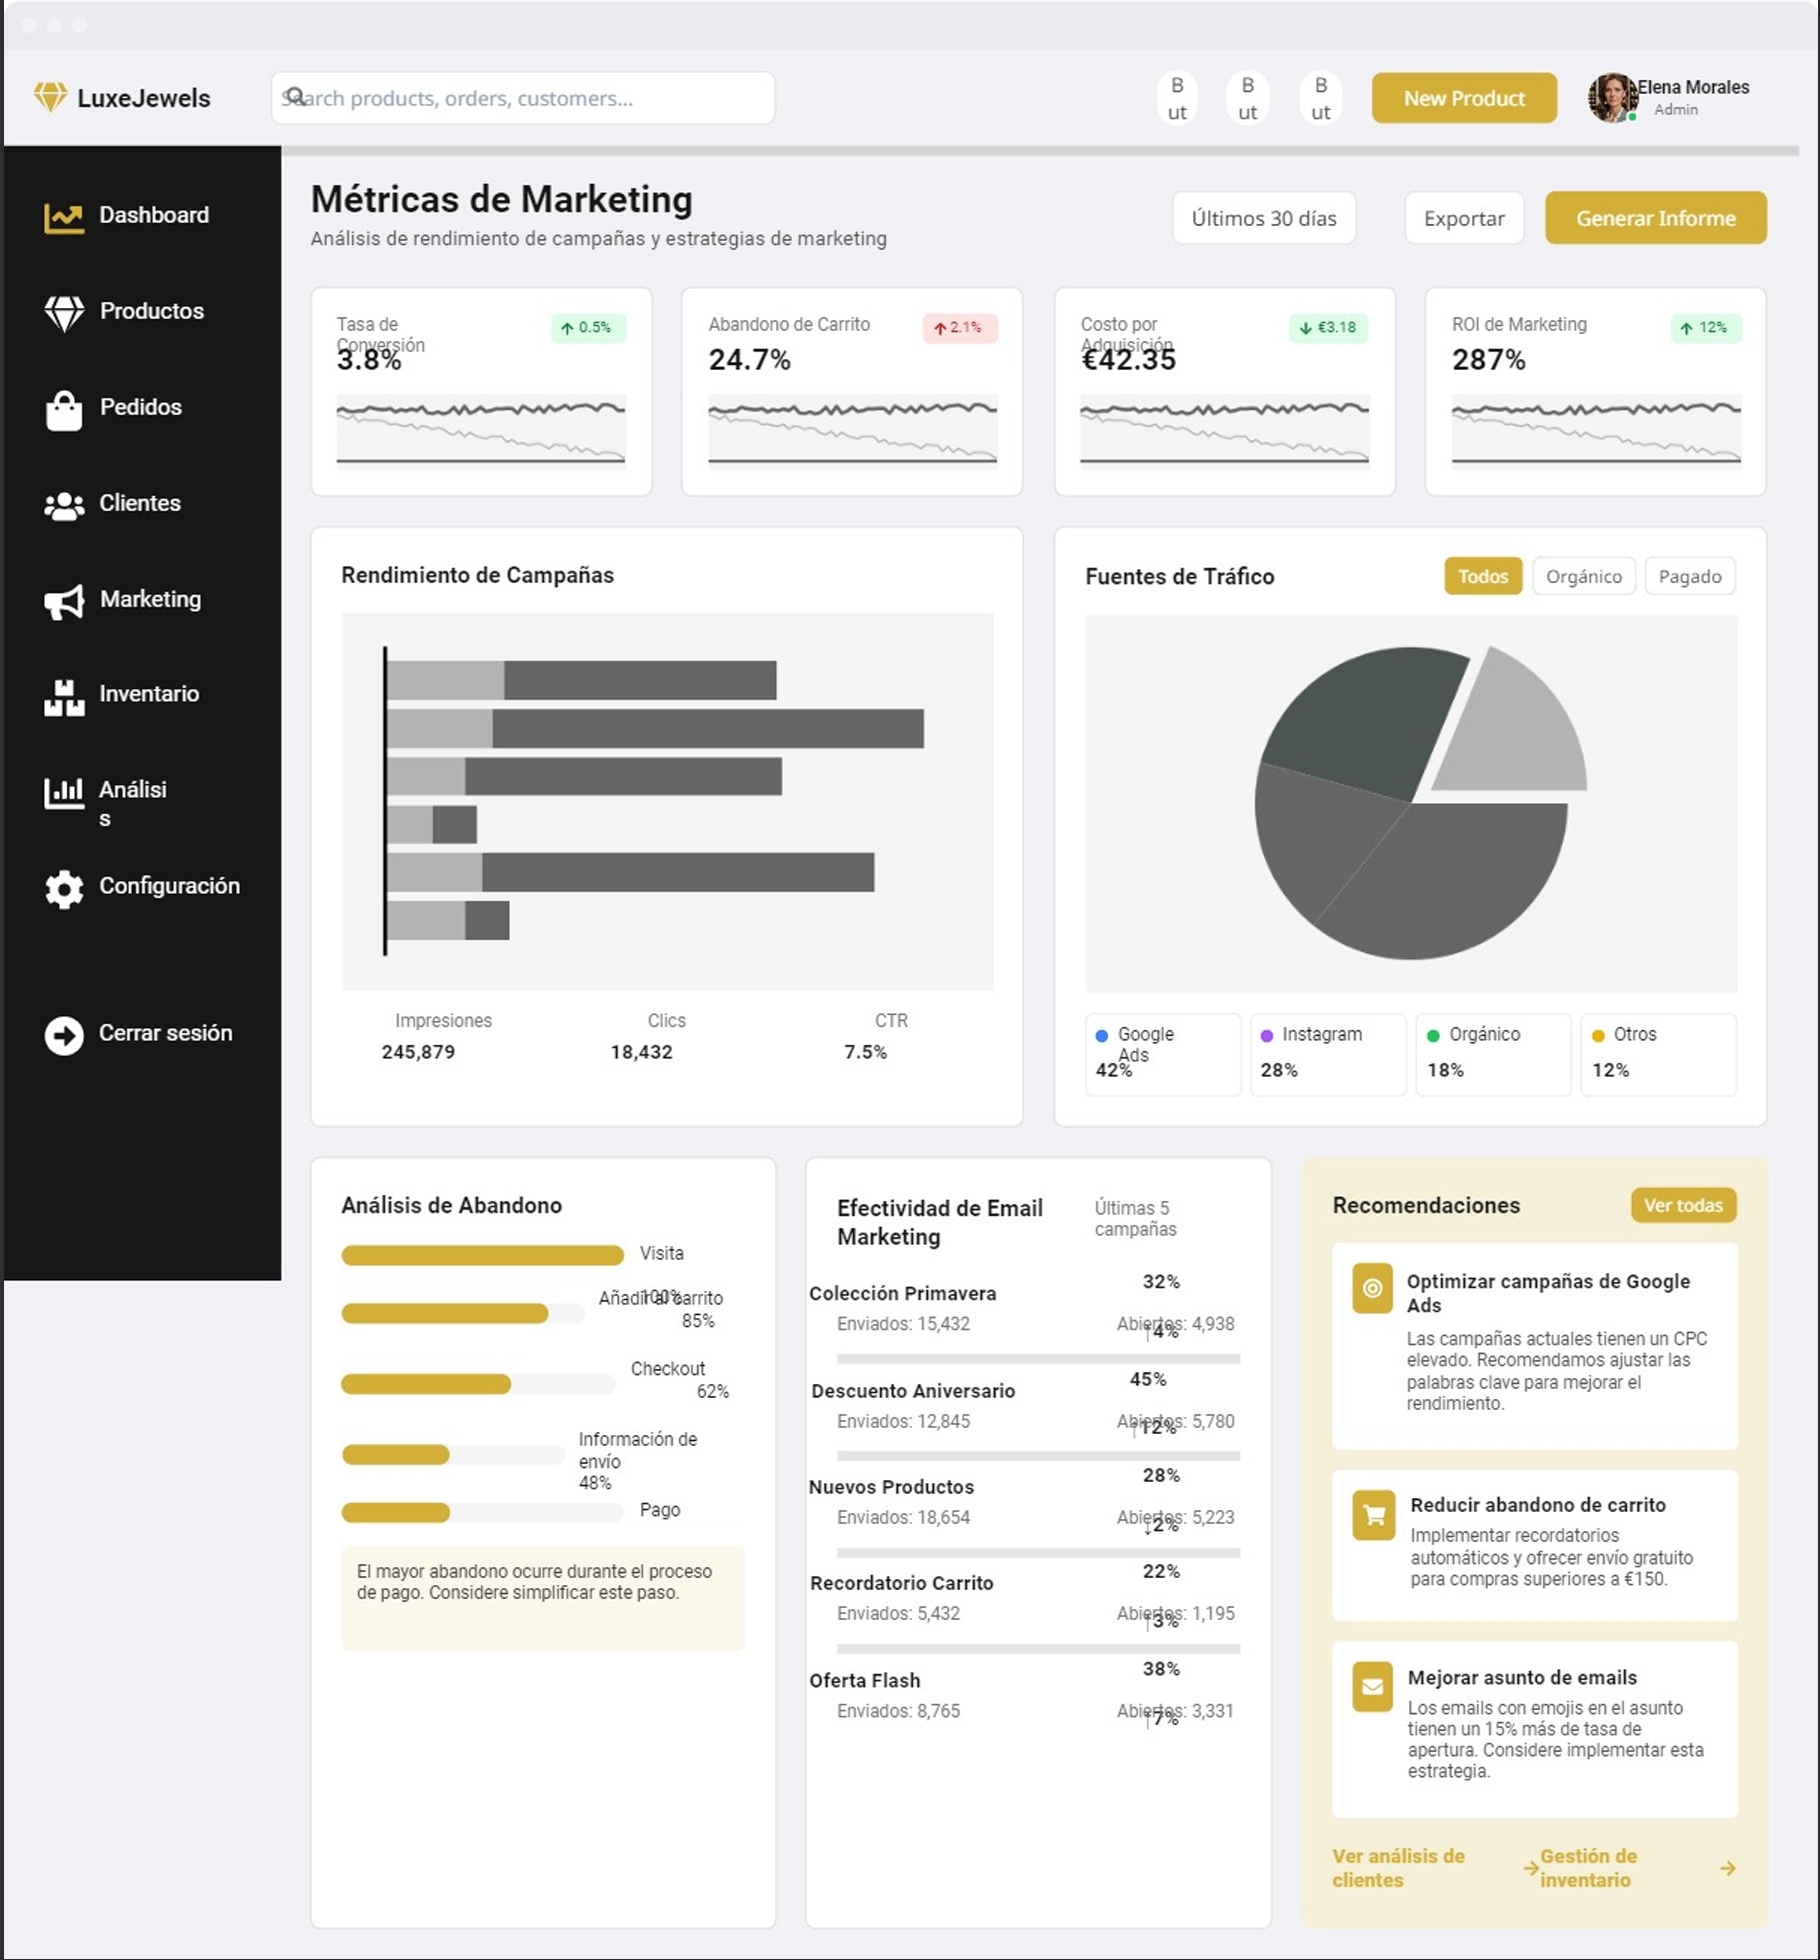 LuxeJewels
Search products, orders, customers...
B
ut
B
ut
B
ut
New Product
Elena Morales
Admin
Dashboard
Productos
Pedidos
Clientes
Marketing
Inventario
Análisi
s
Configuración
Cerrar sesión
Métricas de Marketing
Análisis de rendimiento de campañas y estrategias de marketing
Últimos 30 días
Exportar
Generar Informe
Tasa de
Conversión
↑ 0.5%
3.8%
Abandono de Carrito
↑ 2.1%
24.7%
Costo por
Adquisición
↓ €3.18
€42.35
ROI de Marketing
↑ 12%
287%
Rendimiento de Campañas
Impresiones
245,879
Clics
18,432
CTR
7.5%
Fuentes de Tráfico
Todos
Orgánico
Pagado
Google
Ads
42%
Instagram
28%
Orgánico
18%
Otros
12%
Análisis de Abandono
Visita
100%
Añadir al carrito
85%
Checkout
62%
Información de
envío
48%
Pago
El mayor abandono ocurre durante el proceso
de pago. Considere simplificar este paso.
Efectividad de Email
Marketing
Últimas 5
campañas
Colección Primavera
32%
Enviados: 15,432
Abiertos: 4,938
↑4%
Descuento Aniversario
45%
Enviados: 12,845
Abiertos: 5,780
↑12%
Nuevos Productos
28%
Enviados: 18,654
Abiertos: 5,223
↓2%
Recordatorio Carrito
22%
Enviados: 5,432
Abiertos: 1,195
↑3%
Oferta Flash
38%
Enviados: 8,765
Abiertos: 3,331
↑7%
Recomendaciones
Ver todas
Optimizar campañas de Google
Ads
Las campañas actuales tienen un CPC
elevado. Recomendamos ajustar las
palabras clave para mejorar el
rendimiento.
Reducir abandono de carrito
Implementar recordatorios
automáticos y ofrecer envío gratuito
para compras superiores a €150.
Mejorar asunto de emails
Los emails con emojis en el asunto
tienen un 15% más de tasa de
apertura. Considere implementar esta
estrategia.
Ver análisis de
clientes →
Gestión de
inventario →